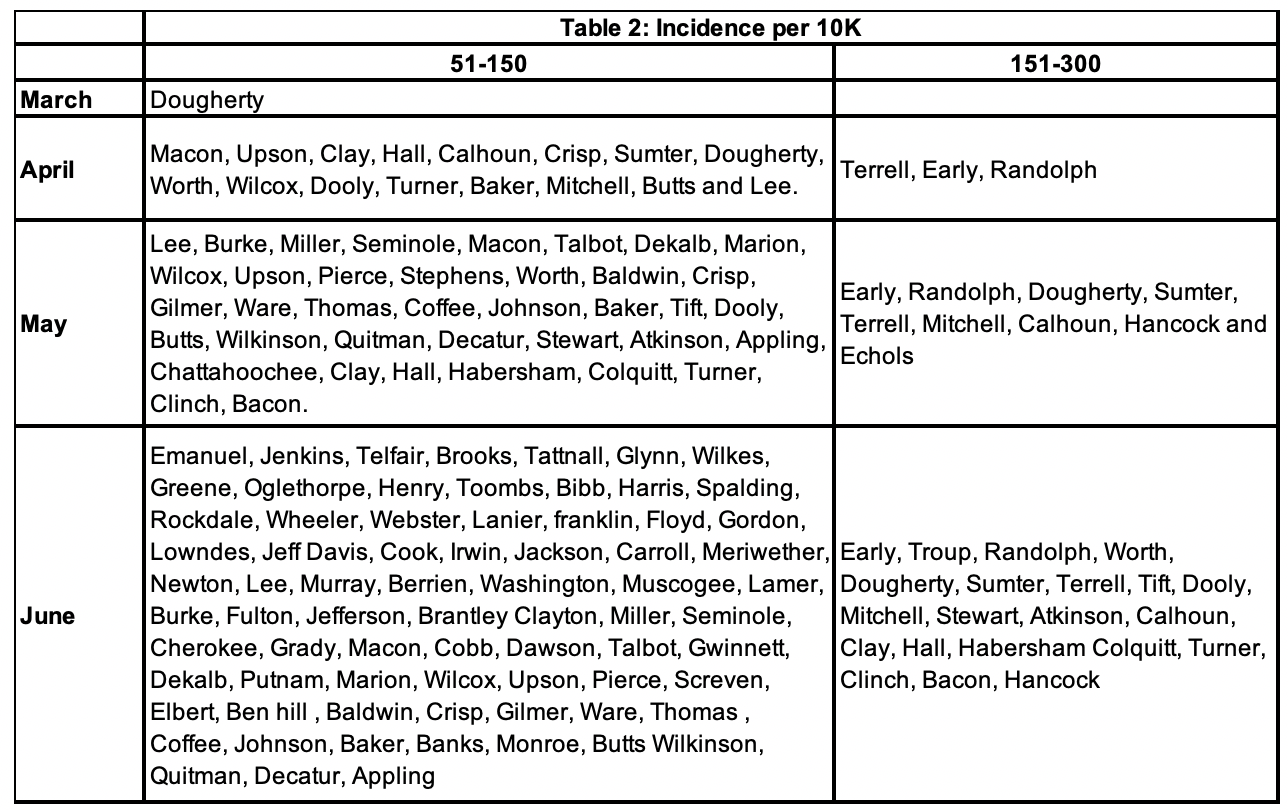 Table 2: Incidence per 10K
51-150
151-300
March
Dougherty
April
Macon, Upson, Clay, Hall, Calhoun, Crisp, Sumter, Dougherty,
Worth, Wilcox, Dooly, Turner, Baker, Mitchell, Butts and Lee.
Terrell, Early, Randolph
May
Lee, Burke, Miller, Seminole, Macon, Talbot, Dekalb, Marion,
Wilcox, Upson, Pierce, Stephens, Worth, Baldwin, Crisp,
Gilmer, Ware, Thomas, Coffee, Johnson, Baker, Tift, Dooly,
Butts, Wilkinson, Quitman, Decatur, Stewart, Atkinson, Appling,
Chattahoochee, Clay, Hall, Habersham, Colquitt, Turner,
Clinch, Bacon.
Early, Randolph, Dougherty, Sumter,
Terrell, Mitchell, Calhoun, Hancock and
Echols
June
Emanuel, Jenkins, Telfair, Brooks, Tattnall, Glynn, Wilkes,
Greene, Oglethorpe, Henry, Toombs, Bibb, Harris, Spalding,
Rockdale, Wheeler, Webster, Lanier, franklin, Floyd, Gordon,
Lowndes, Jeff Davis, Cook, Irwin, Jackson, Carroll, Meriwether,
Newton, Lee, Murray, Berrien, Washington, Muscogee, Lamer,
Burke, Fulton, Jefferson, Brantley Clayton, Miller, Seminole,
Cherokee, Grady, Macon, Cobb, Dawson, Talbot, Gwinnett,
Dekalb, Putnam, Marion, Wilcox, Upson, Pierce, Screven,
Elbert, Ben hill , Baldwin, Crisp, Gilmer, Ware, Thomas ,
Coffee, Johnson, Baker, Banks, Monroe, Butts Wilkinson,
Quitman, Decatur, Appling
Early, Troup, Randolph, Worth,
Dougherty, Sumter, Terrell, Tift, Dooly,
Mitchell, Stewart, Atkinson, Calhoun,
Clay, Hall, Habersham Colquitt, Turner,
Clinch, Bacon, Hancock